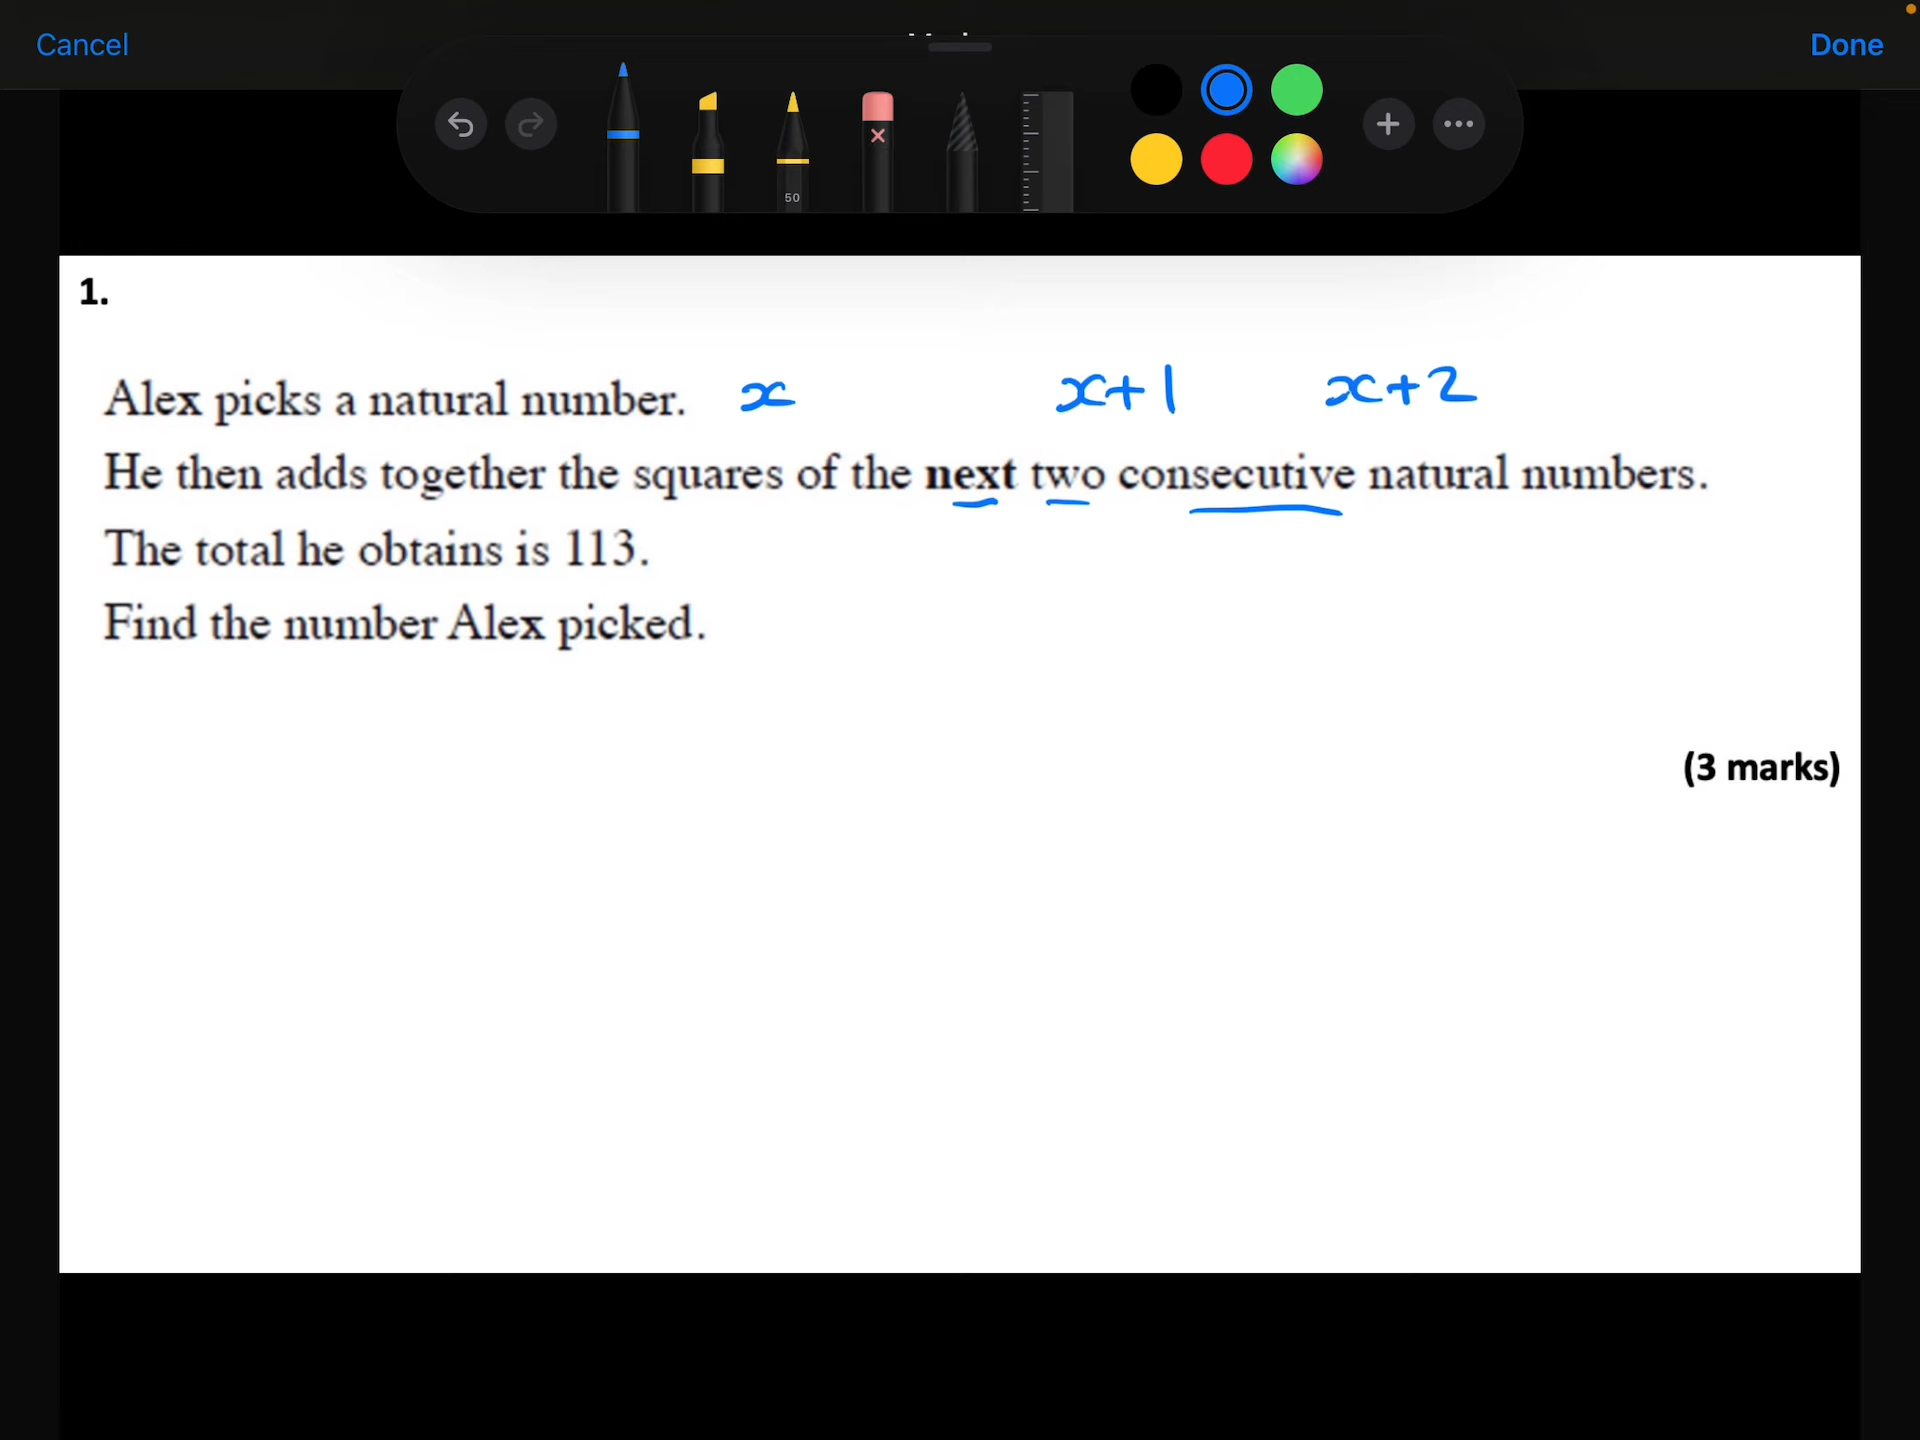 Cancel
Done
50
1.
Alex picks a natural number. x x+1 x+2
He then adds together the squares of the next two consecutive natural numbers.
The total he obtains is 113.
Find the number Alex picked.
(3 marks)